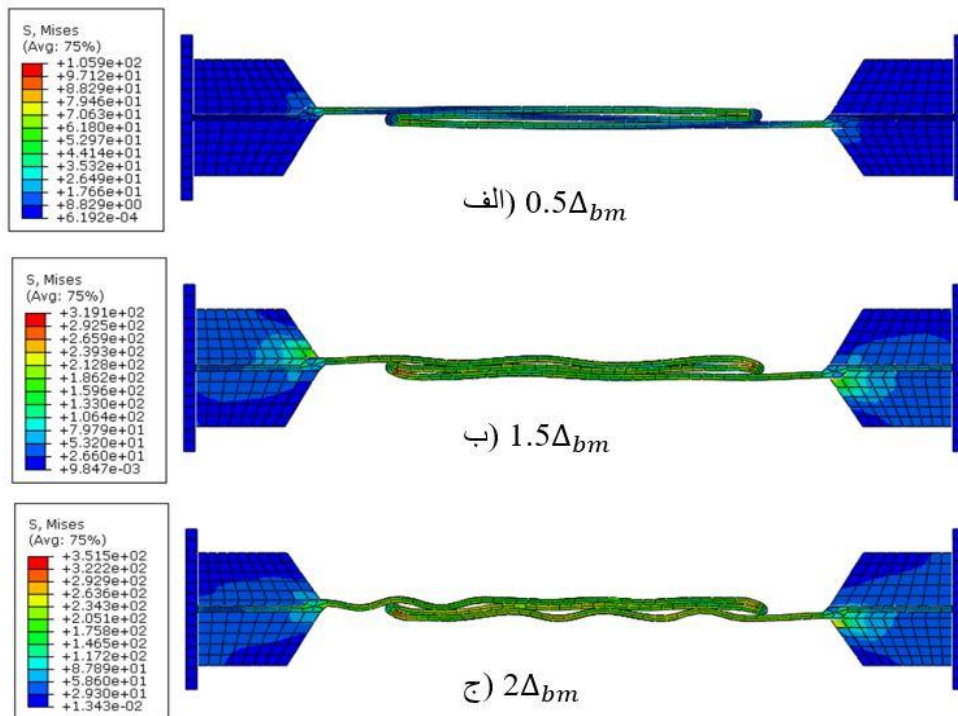 S, Mises
(Avg: 75%)
+1.059e+02
+9.712e+01
+8.829e+01
+7.946e+01
+7.063e+01
+6.180e+01
+5.297e+01
+4.414e+01
+3.532e+01
+2.649e+01
+1.766e+01
+8.829e+00
+6.192e-04
الف) 0.5Δbm
S, Mises
(Avg: 75%)
+3.191e+02
+2.925e+02
+2.659e+02
+2.393e+02
+2.128e+02
+1.862e+02
+1.596e+02
+1.330e+02
+1.064e+02
+7.979e+01
+5.320e+01
+2.660e+01
+9.847e-03
ب) 1.5Δbm
S, Mises
(Avg: 75%)
+3.515e+02
+3.222e+02
+2.929e+02
+2.636e+02
+2.343e+02
+2.051e+02
+1.758e+02
+1.465e+02
+1.172e+02
+8.789e+01
+5.860e+01
+2.930e+01
+1.343e-02
ج) 2Δbm